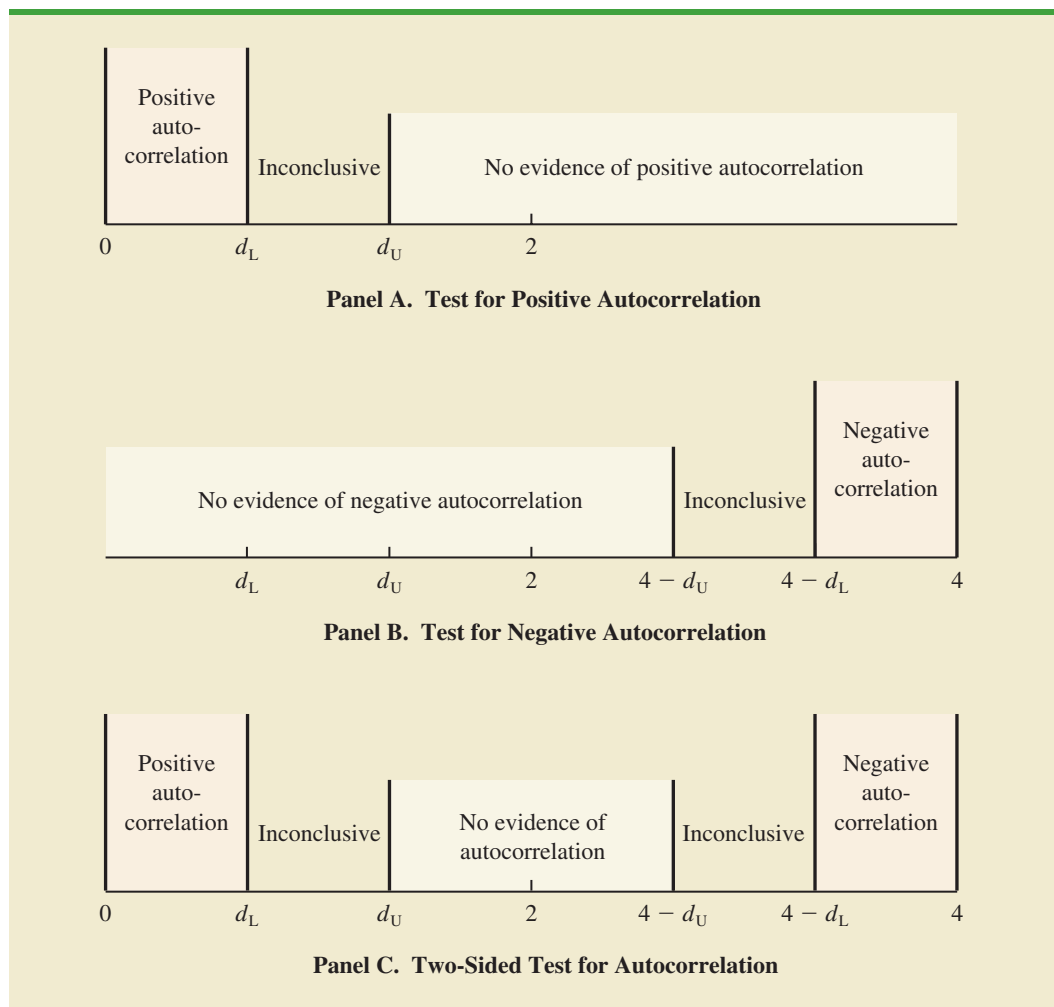 Positive
auto-
correlation
Inconclusive
No evidence of positive autocorrelation
0 dL dU 2
Panel A. Test for Positive Autocorrelation
No evidence of negative autocorrelation
Inconclusive
Negative
auto-
correlation
dL dU 2 4 − dU 4 − dL 4
Panel B. Test for Negative Autocorrelation
Positive
auto-
correlation
Inconclusive
No evidence of
autocorrelation
Inconclusive
Negative
auto-
correlation
0 dL dU 2 4 − dU 4 − dL 4
Panel C. Two-Sided Test for Autocorrelation